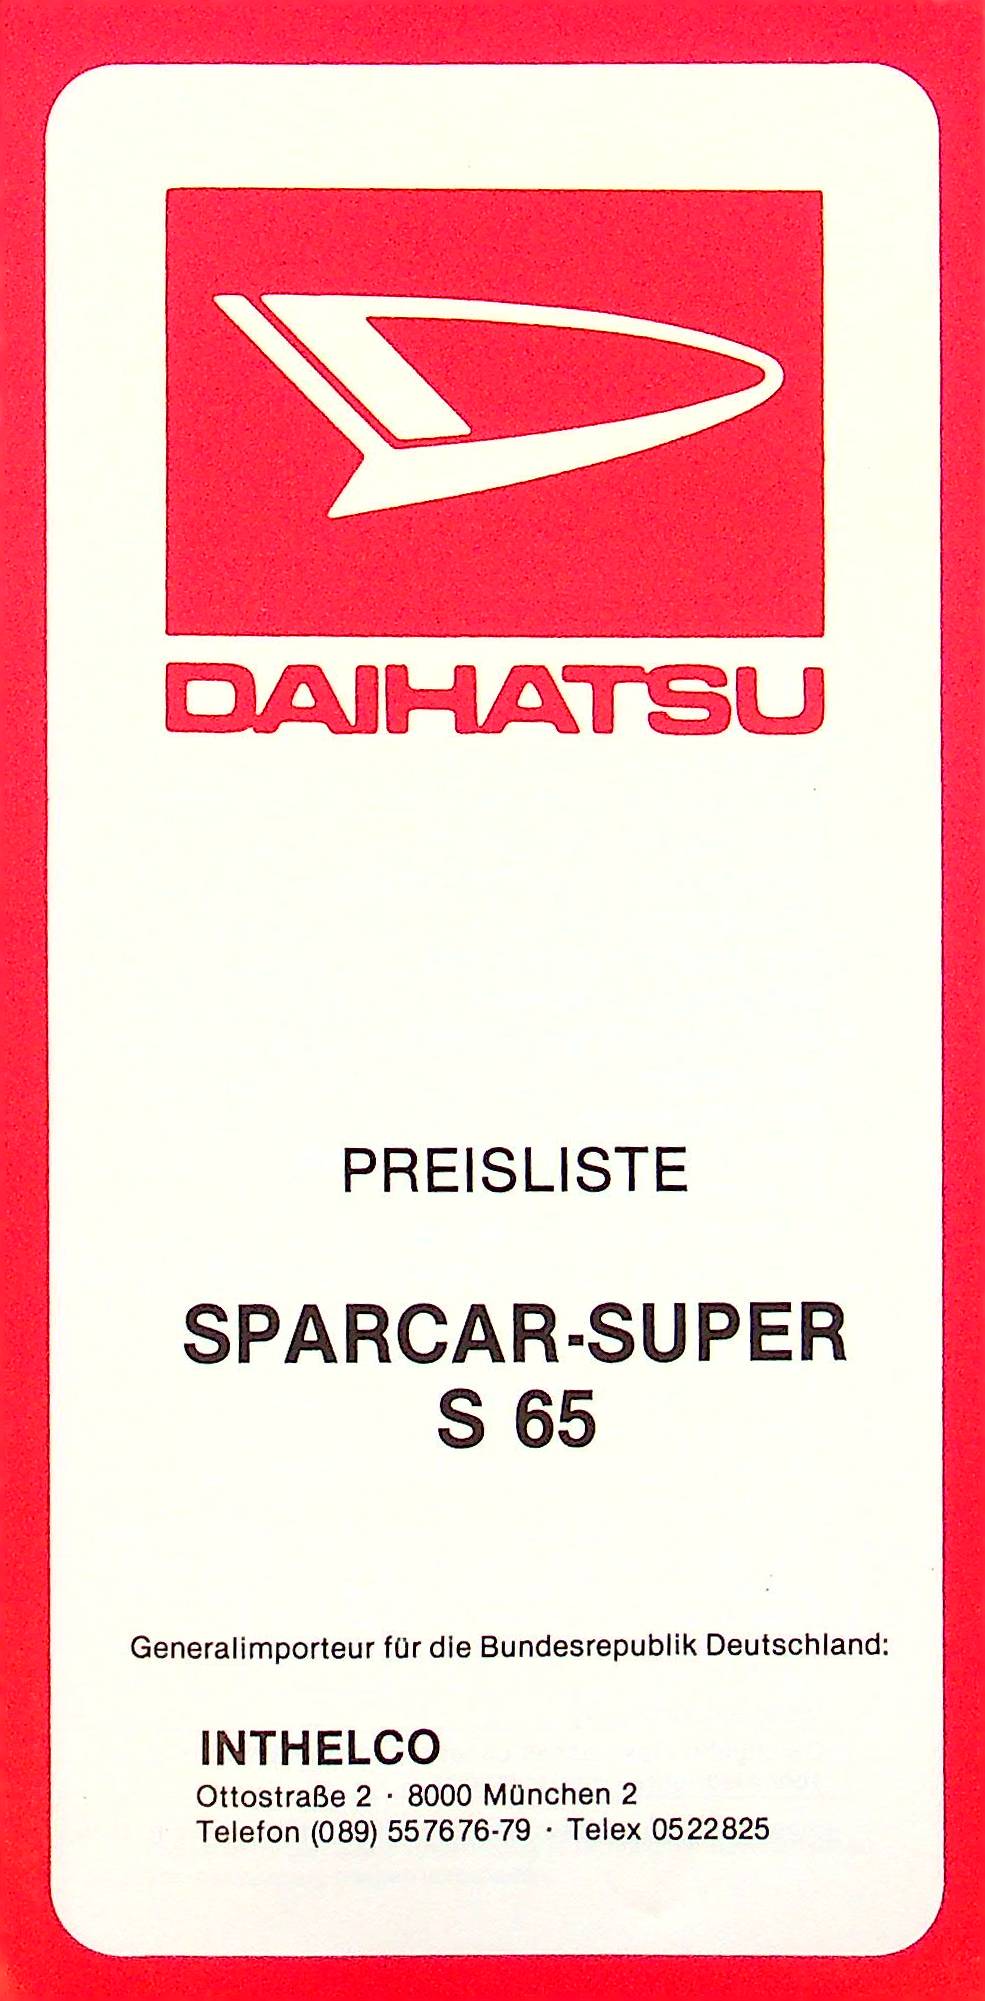 DAIHATSU
PREISLISTE
SPARCAR-SUPER
S 65
Generalimporteur für die Bundesrepublik Deutschland:
INTHELCO
Ottostraße 2 · 8000 München 2
Telefon (089) 557676-79 · Telex 0522825